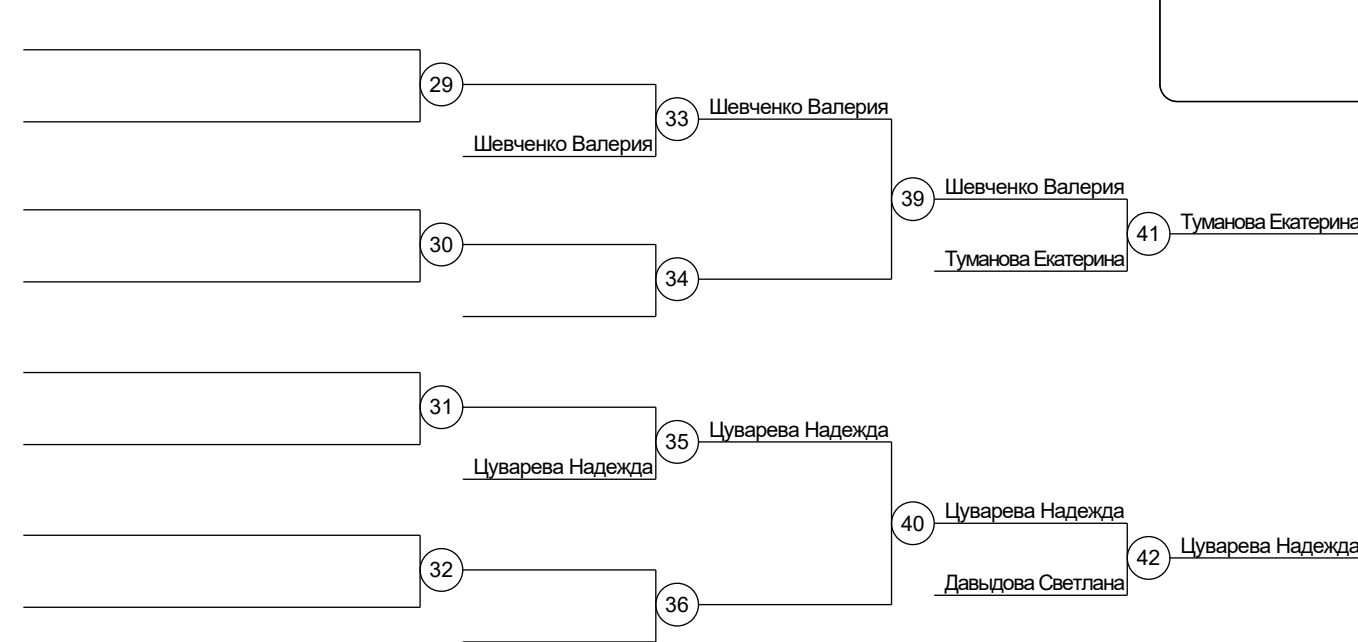 29
33
Шевченко Валерия
Шевченко Валерия
39
Шевченко Валерия
41
Туманова Екатерина
30
34
Туманова Екатерина
31
35
Цуварева Надежда
Цуварева Надежда
40
Цуварева Надежда
42
Цуварева Надежда
32
36
Давыдова Светлана